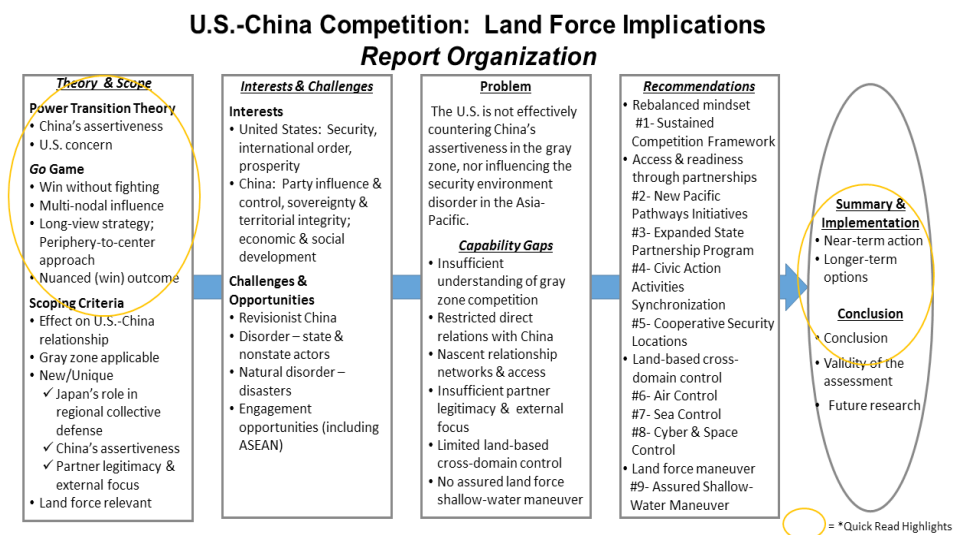 U.S.-China Competition:  Land Force Implications
Report Organization
Theory  & Scope
Power Transition Theory
• China's assertiveness
• U.S. concern
Go Game
• Win without fighting
• Multi-nodal influence
• Long-view strategy;
Periphery-to-center
approach
• Nuanced (win) outcome
Scoping Criteria
• Effect on U.S.-China
relationship
• Gray zone applicable
• New/Unique
✓ Japan's role in
regional collective
defense
✓ China's assertiveness
✓ Partner legitimacy &
external focus
• Land force relevant
Interests & Challenges
Interests
• United States:  Security,
international order,
prosperity
• China:  Party influence &
control, sovereignty &
territorial integrity;
economic & social
development
Challenges &
Opportunities
• Revisionist China
• Disorder – state &
nonstate actors
• Natural disorder –
disasters
• Engagement
opportunities (including
ASEAN)
Problem
The U.S. is not effectively
countering China's
assertiveness in the gray
zone, nor influencing the
security environment
disorder in the Asia-
Pacific.
Capability Gaps
• Insufficient
understanding of gray
zone competition
• Restricted direct
relations with China
• Nascent relationship
networks & access
• Insufficient partner
legitimacy &  external
focus
• Limited land-based
cross-domain control
• No assured land force
shallow-water maneuver
Recommendations
• Rebalanced mindset
#1- Sustained
Competition Framework
• Access & readiness
through partnerships
#2- New Pacific
Pathways Initiatives
#3- Expanded State
Partnership Program
#4- Civic Action
Activities
Synchronization
#5- Cooperative Security
Locations
• Land-based cross-
domain control
#6- Air Control
#7- Sea Control
#8- Cyber & Space
Control
• Land force maneuver
#9- Assured Shallow-
Water Maneuver
Summary &
Implementation
• Near-term action
• Longer-term
options
Conclusion
• Conclusion
• Validity of the
assessment
• Future research
= *Quick Read Highlights